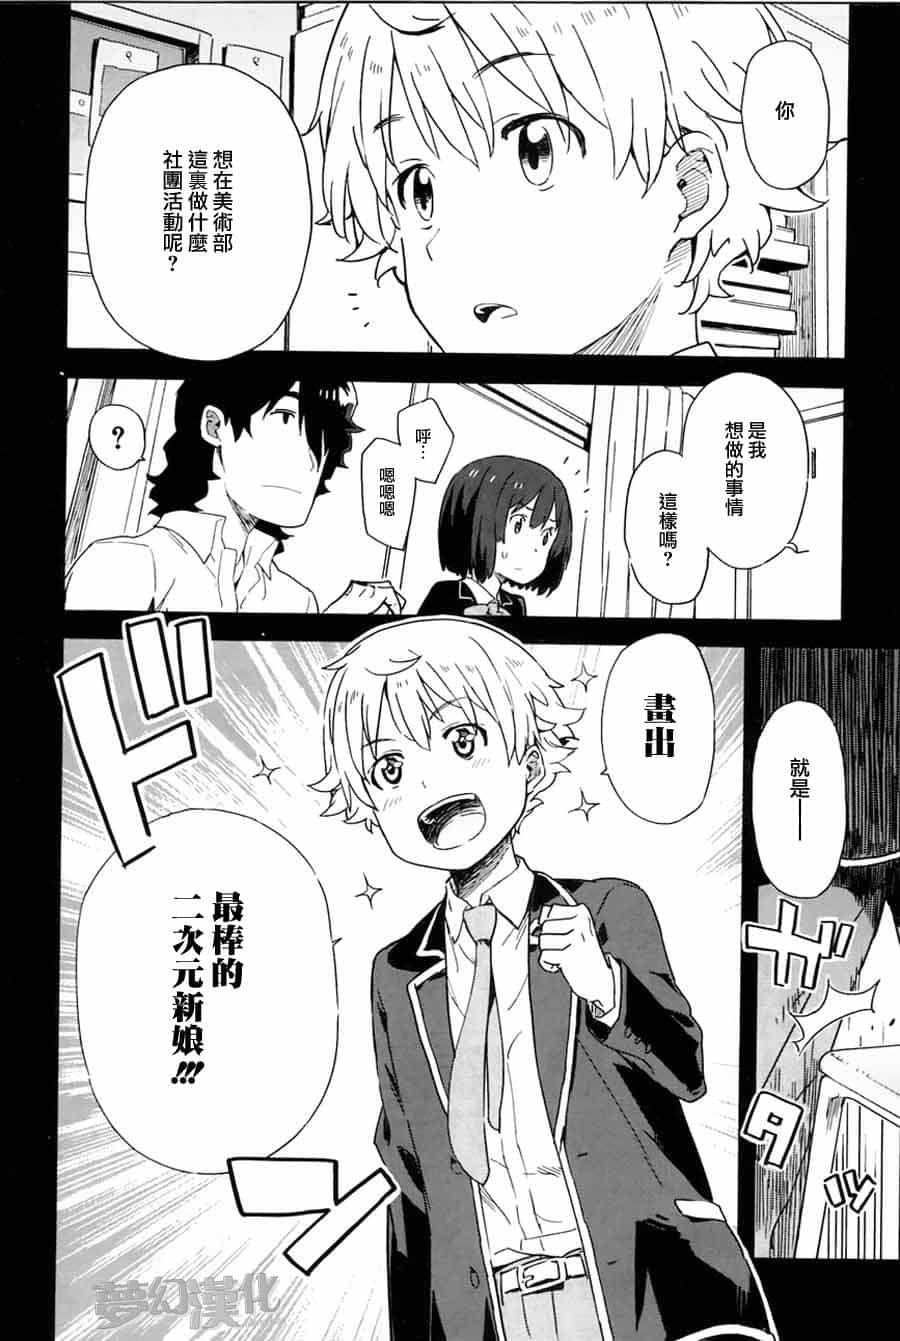 你
想在美術部
這裏做什麼
社團活動呢？
是我
想做的事情
這樣嗎？
呼…
嗯嗯嗯
？
就是——
ガ
タ
ッ
畫出
最棒的
二次元新娘!!!
ドーン
夢幻漢化